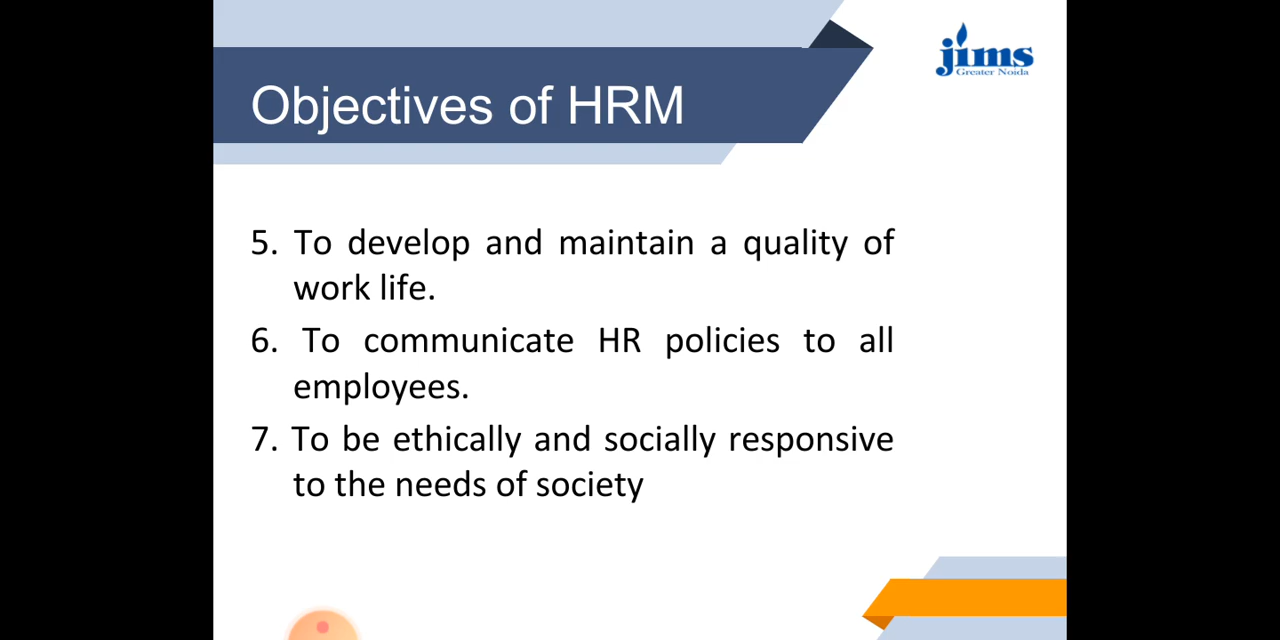 jims
Greater Noida
Objectives of HRM
5. To develop and maintain a quality of
work life.
6. To communicate HR policies to all
employees.
7. To be ethically and socially responsive
to the needs of society